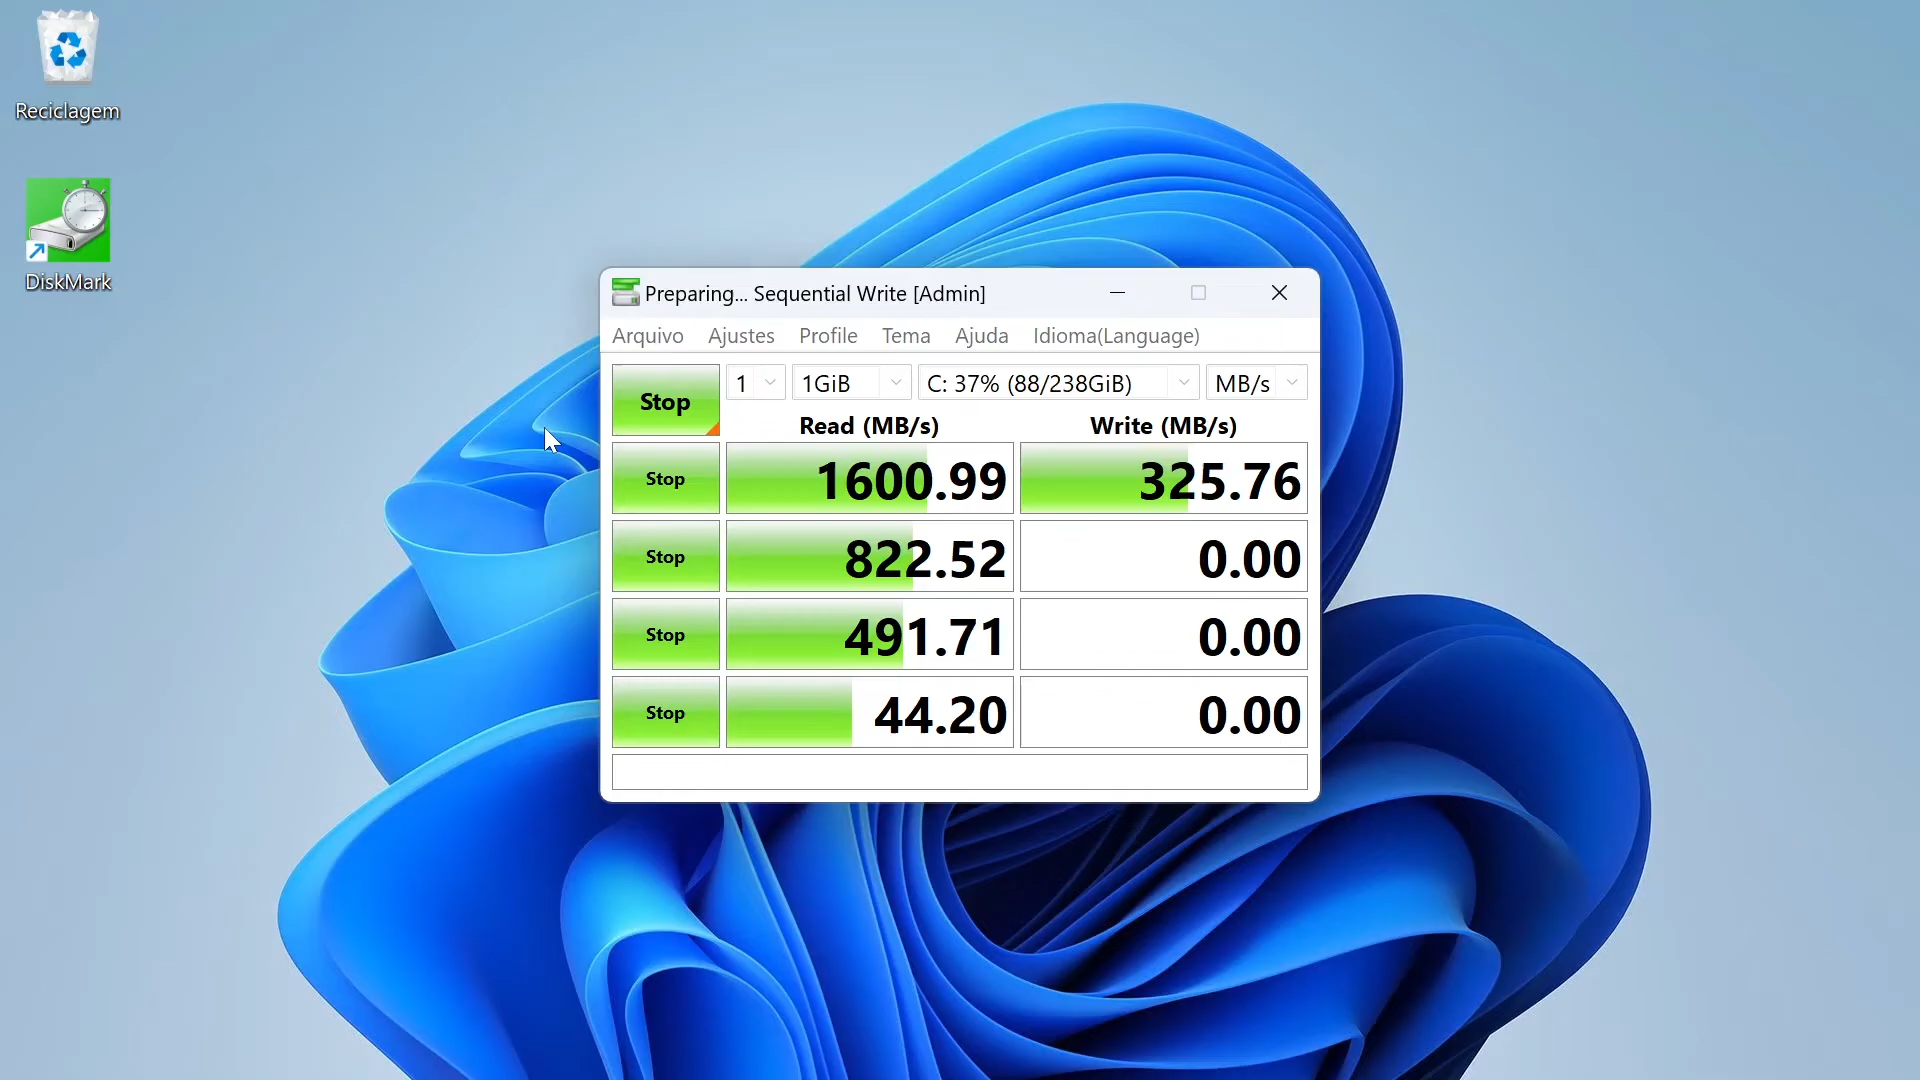 Reciclagem
DiskMark
Preparing... Sequential Write [Admin]
Arquivo Ajustes Profile Tema Ajuda Idioma(Language)
Stop 1 1GiB C: 37% (88/238GiB) MB/s
Read (MB/s) Write (MB/s)
Stop 1600.99 325.76
Stop 822.52 0.00
Stop 491.71 0.00
Stop 44.20 0.00